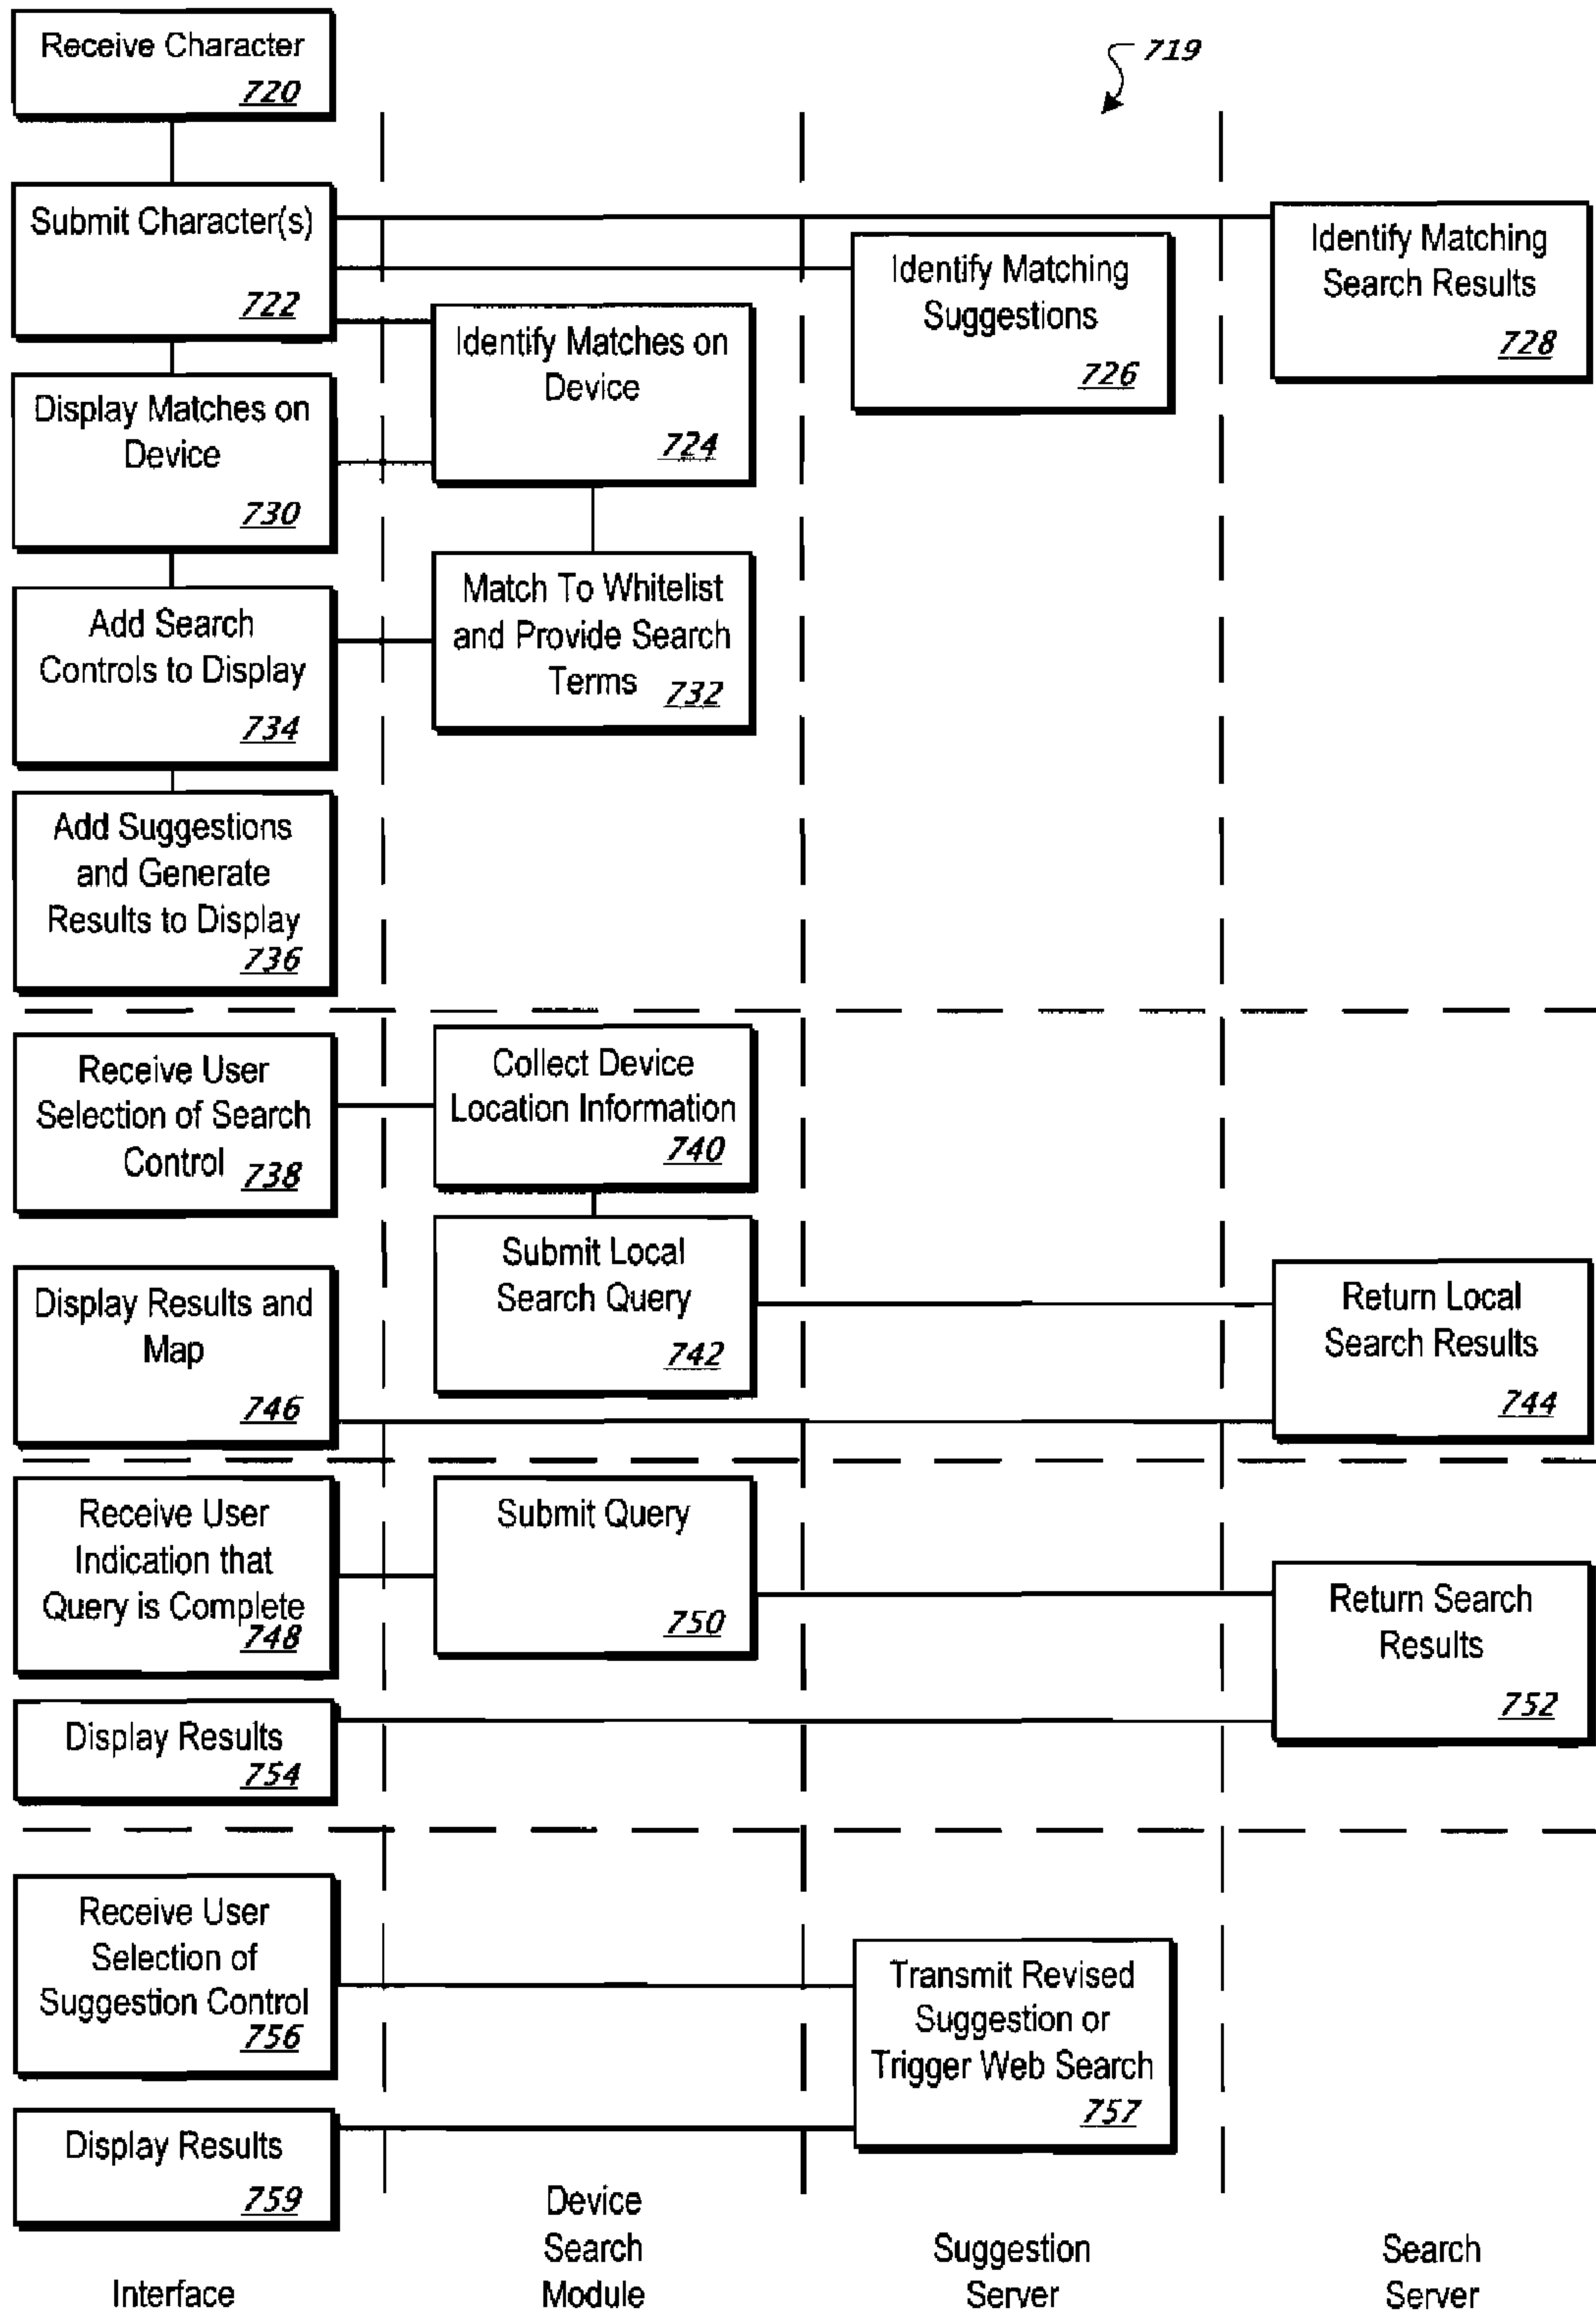 Receive Character
720
719
Submit Character(s)
722
Identify Matches on
Device
724
Identify Matching
Suggestions
726
Identify Matching
Search Results
728
Display Matches on
Device
730
Match To Whitelist
and Provide Search
Terms 732
Add Search
Controls to Display
734
Add Suggestions
and Generate
Results to Display
736
Receive User
Selection of Search
Control 738
Collect Device
Location Information
740
Submit Local
Search Query
742
Return Local
Search Results
744
Display Results and
Map
746
Receive User
Indication that
Query is Complete
748
Submit Query
750
Return Search
Results
752
Display Results
754
Receive User
Selection of
Suggestion Control
756
Transmit Revised
Suggestion or
Trigger Web Search
757
Display Results
759
Interface
Device
Search
Module
Suggestion
Server
Search
Server